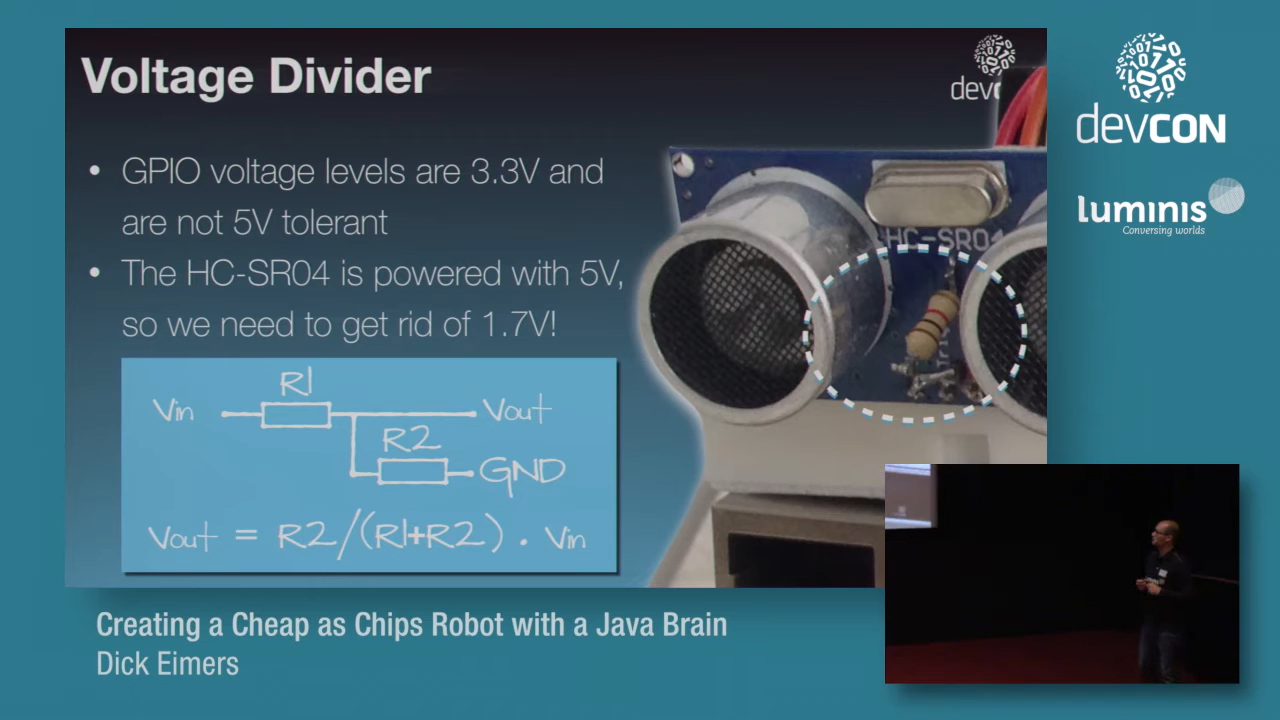 Voltage Divider
devc
• GPIO voltage levels are 3.3V and
are not 5V tolerant
• The HC-SR04 is powered with 5V,
so we need to get rid of 1.7V!
R1
Vin
Vout
R2
GND
Vout = R2/(R1+R2) . Vin
HC-SR04
Creating a Cheap as Chips Robot with a Java Brain
Dick Eimers
devCON
luminis
Conversing worlds